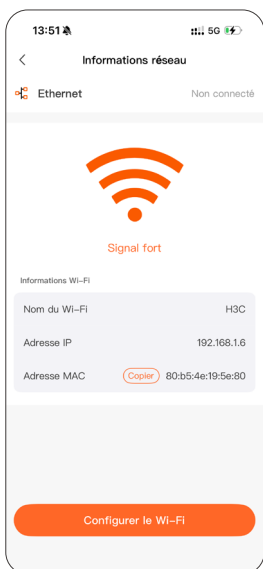 13:51 5G
Informations réseau
Ethernet Non connecté
Signal fort
Informations Wi-Fi
Nom du Wi-Fi H3C
Adresse IP 192.168.1.6
Adresse MAC Copier 80:b5:4e:19:5e:80
Configurer le Wi-Fi